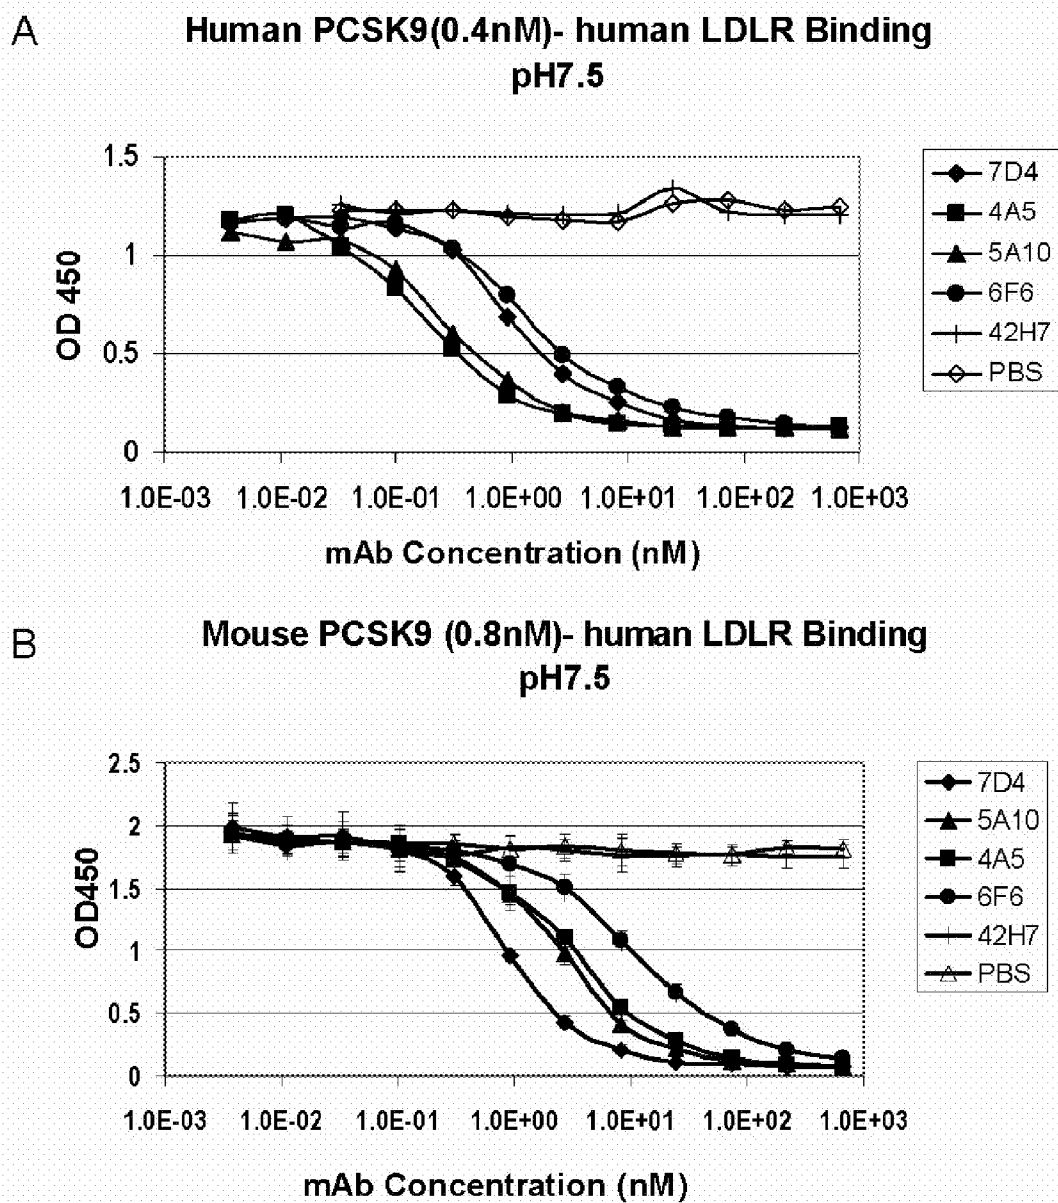 A
Human PCSK9(0.4nM)- human LDLR Binding
pH7.5
1.5
1
0.5
0
OD 450
1.0E-03 1.0E-02 1.0E-01 1.0E+00 1.0E+01 1.0E+02 1.0E+03
mAb Concentration (nM)
7D4
4A5
5A10
6F6
42H7
PBS
B
Mouse PCSK9 (0.8nM)- human LDLR Binding
pH7.5
2.5
2
1.5
1
0.5
0
OD450
1.0E-03 1.0E-02 1.0E-01 1.0E+00 1.0E+01 1.0E+02 1.0E+03
mAb Concentration (nM)
7D4
5A10
4A5
6F6
42H7
PBS